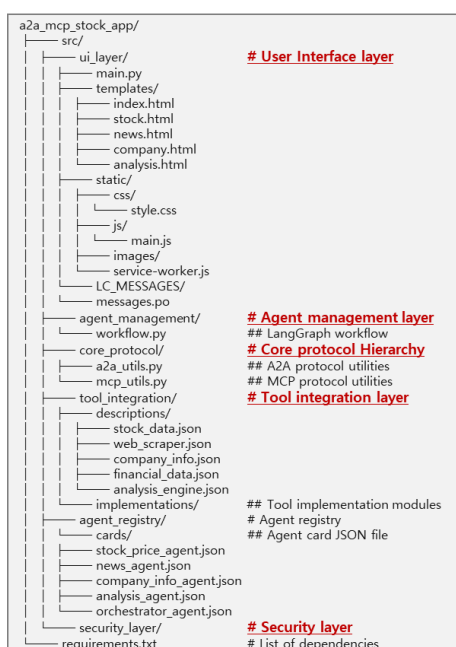 a2a_mcp_stock_app/
├── src/
│ ├── ui_layer/ # User Interface layer
│ │ ├── main.py
│ │ ├── templates/
│ │ │ ├── index.html
│ │ │ ├── stock.html
│ │ │ ├── news.html
│ │ │ ├── company.html
│ │ │ └── analysis.html
│ │ ├── static/
│ │ │ ├── css/
│ │ │ │ └── style.css
│ │ │ ├── js/
│ │ │ │ └── main.js
│ │ │ ├── images/
│ │ │ └── service-worker.js
│ │ └── LC_MESSAGES/
│ │ └── messages.po
│ ├── agent_management/ # Agent management layer
│ │ └── workflow.py ## LangGraph workflow
│ ├── core_protocol/ # Core protocol Hierarchy
│ │ ├── a2a_utils.py ## A2A protocol utilities
│ │ └── mcp_utils.py ## MCP protocol utilities
│ ├── tool_integration/ # Tool integration layer
│ │ ├── descriptions/
│ │ │ ├── stock_data.json
│ │ │ ├── web_scraper.json
│ │ │ ├── company_info.json
│ │ │ ├── financial_data.json
│ │ │ └── analysis_engine.json
│ │ └── implementations/ ## Tool implementation modules
│ ├── agent_registry/ # Agent registry
│ │ ├── cards/ ## Agent card JSON file
│ │ ├── stock_price_agent.json
│ │ ├── news_agent.json
│ │ ├── company_info_agent.json
│ │ ├── analysis_agent.json
│ │ └── orchestrator_agent.json
│ └── security_layer/ # Security layer
└── requirements.txt # List of dependencies